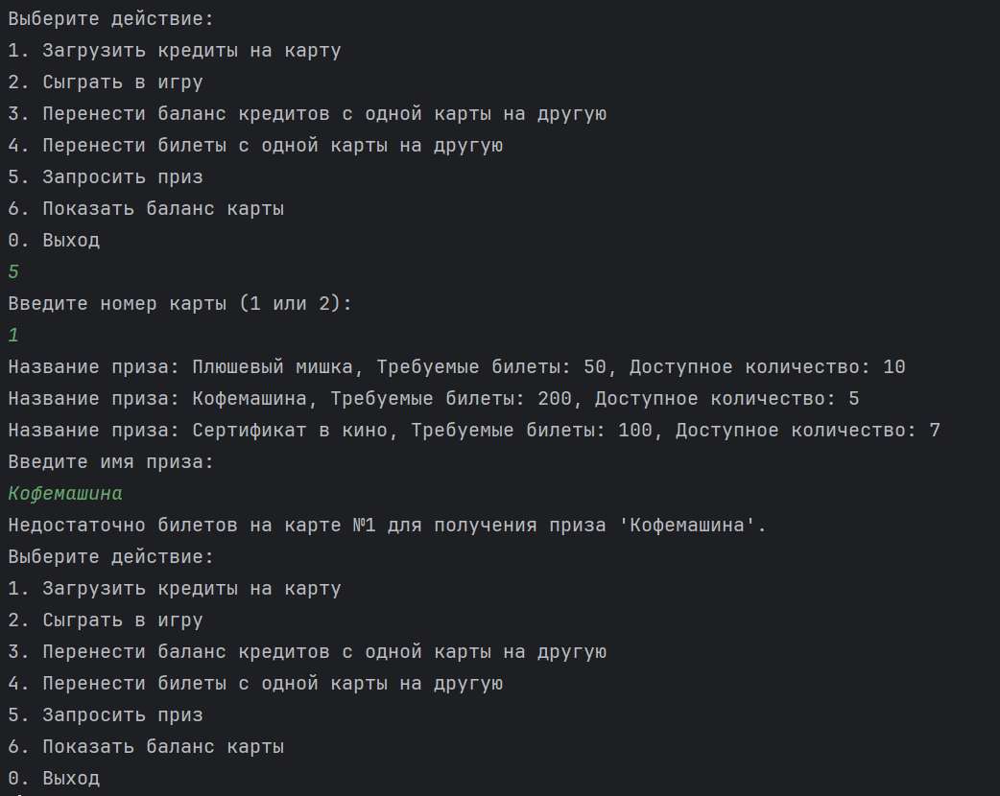 Выберите действие:
1. Загрузить кредиты на карту
2. Сыграть в игру
3. Перенести баланс кредитов с одной карты на другую
4. Перенести билеты с одной карты на другую
5. Запросить приз
6. Показать баланс карты
0. Выход
5
Введите номер карты (1 или 2):
1
Название приза: Плюшевый мишка, Требуемые билеты: 50, Доступное количество: 10
Название приза: Кофемашина, Требуемые билеты: 200, Доступное количество: 5
Название приза: Сертификат в кино, Требуемые билеты: 100, Доступное количество: 7
Введите имя приза:
Кофемашина
Недостаточно билетов на карте №1 для получения приза 'Кофемашина'.
Выберите действие:
1. Загрузить кредиты на карту
2. Сыграть в игру
3. Перенести баланс кредитов с одной карты на другую
4. Перенести билеты с одной карты на другую
5. Запросить приз
6. Показать баланс карты
0. Выход